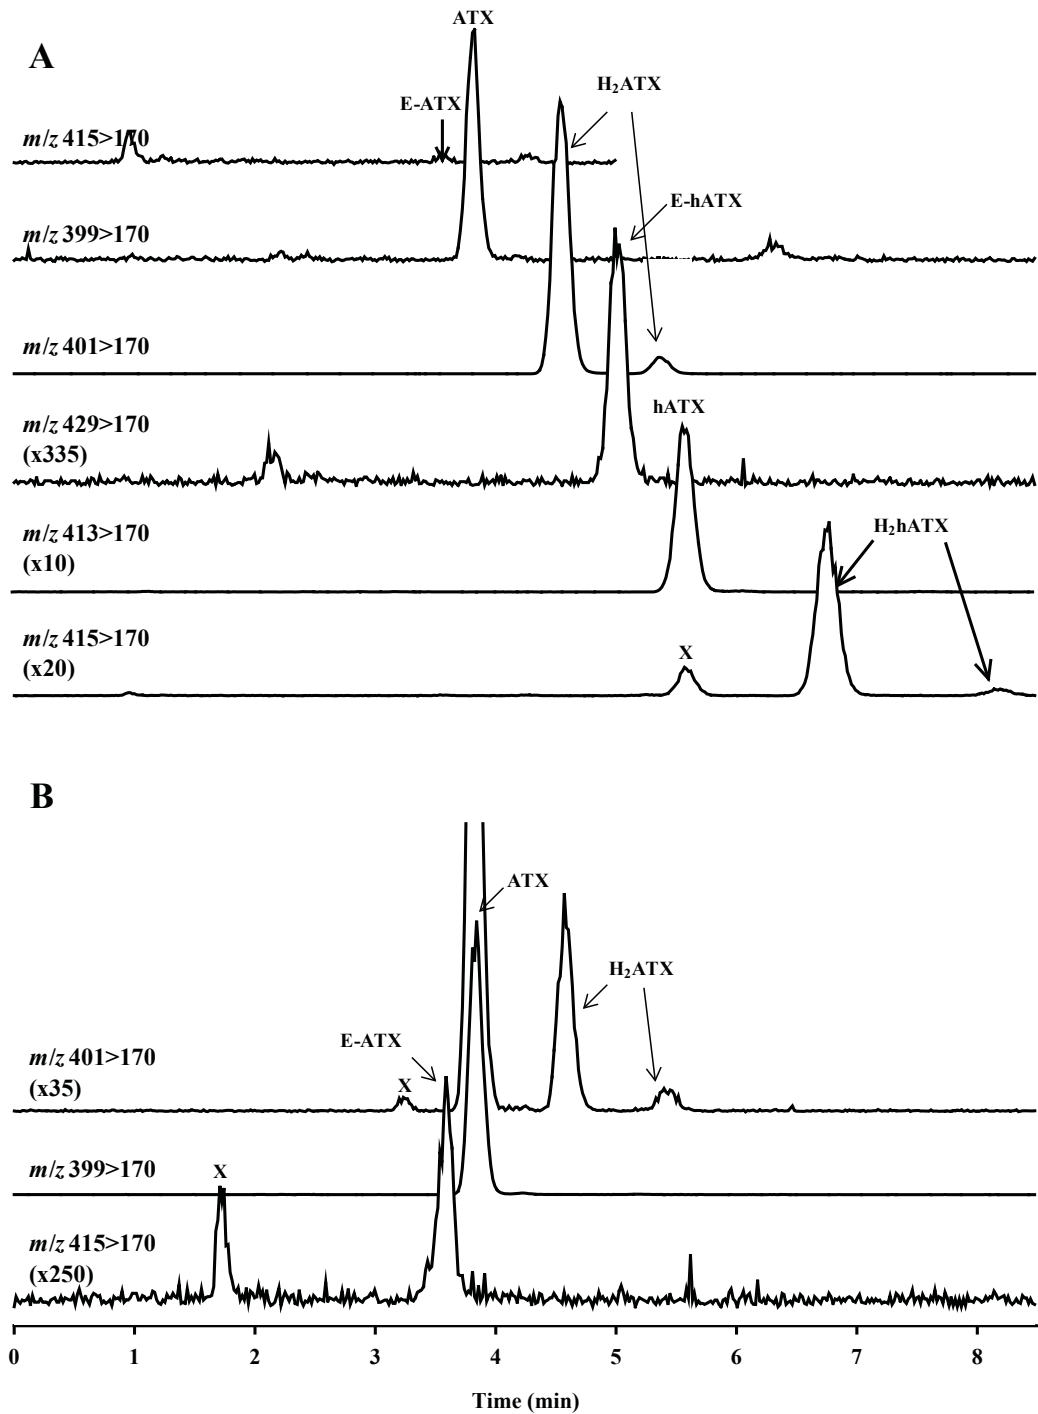 A
ATX
H₂ATX
E-ATX
m/z 415>170
E-hATX
m/z 399>170
m/z 401>170
hATX
m/z 429>170
(x335)
H₂hATX
m/z 413>170
(x10)
m/z 415>170
(x20)
X
B
ATX
H₂ATX
E-ATX
m/z 401>170
(x35)
X
m/z 399>170
X
m/z 415>170
(x250)
0 1 2 3 4 5 6 7 8
Time (min)